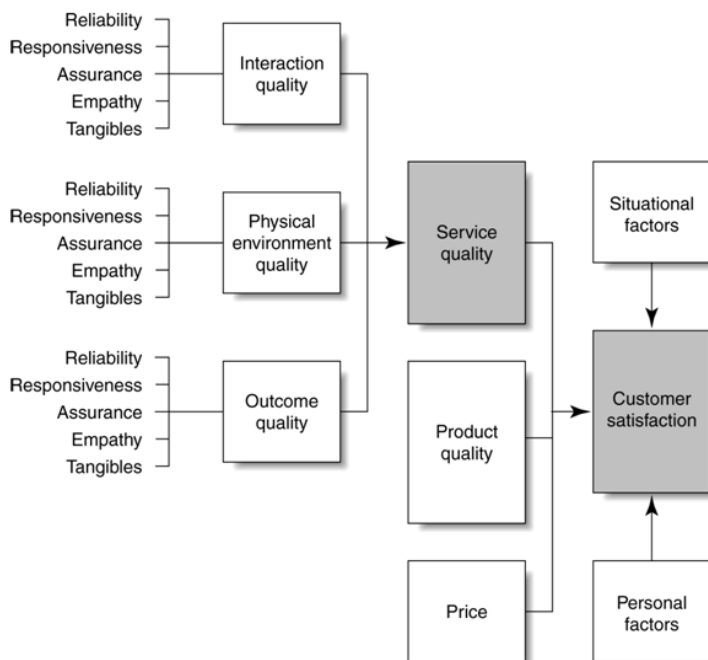 Reliability
Responsiveness
Assurance
Empathy
Tangibles
Interaction
quality
Reliability
Responsiveness
Assurance
Empathy
Tangibles
Physical
environment
quality
Reliability
Responsiveness
Assurance
Empathy
Tangibles
Outcome
quality
Service
quality
Product
quality
Price
Situational
factors
Customer
satisfaction
Personal
factors